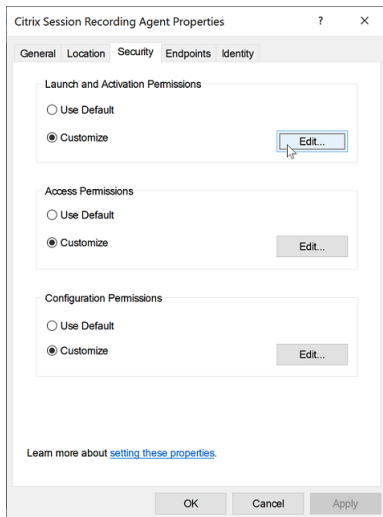 Citrix Session Recording Agent Properties ? ×
General Location Security Endpoints Identity
Launch and Activation Permissions
Use Default
Customize
Edit...
Access Permissions
Use Default
Customize
Edit...
Configuration Permissions
Use Default
Customize
Edit...
Learn more about setting these properties.
OK Cancel Apply